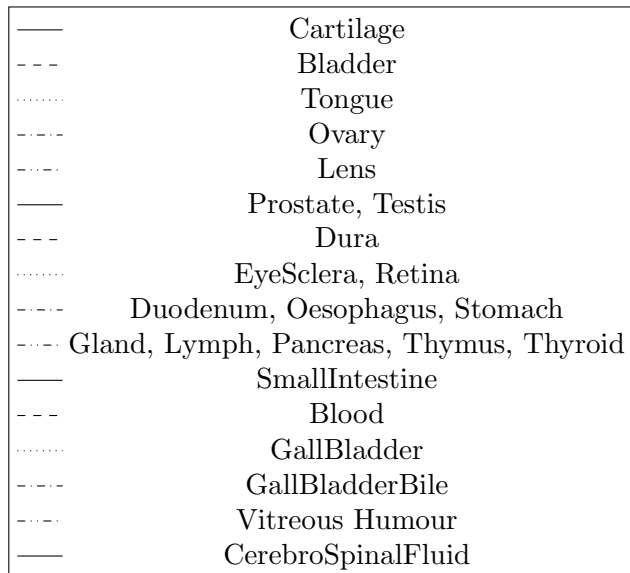 Cartilage
Bladder
Tongue
Ovary
Lens
Prostate, Testis
Dura
EyeSclera, Retina
Duodenum, Oesophagus, Stomach
Gland, Lymph, Pancreas, Thymus, Thyroid
SmallIntestine
Blood
GallBladder
GallBladderBile
Vitreous Humour
CerebroSpinalFluid